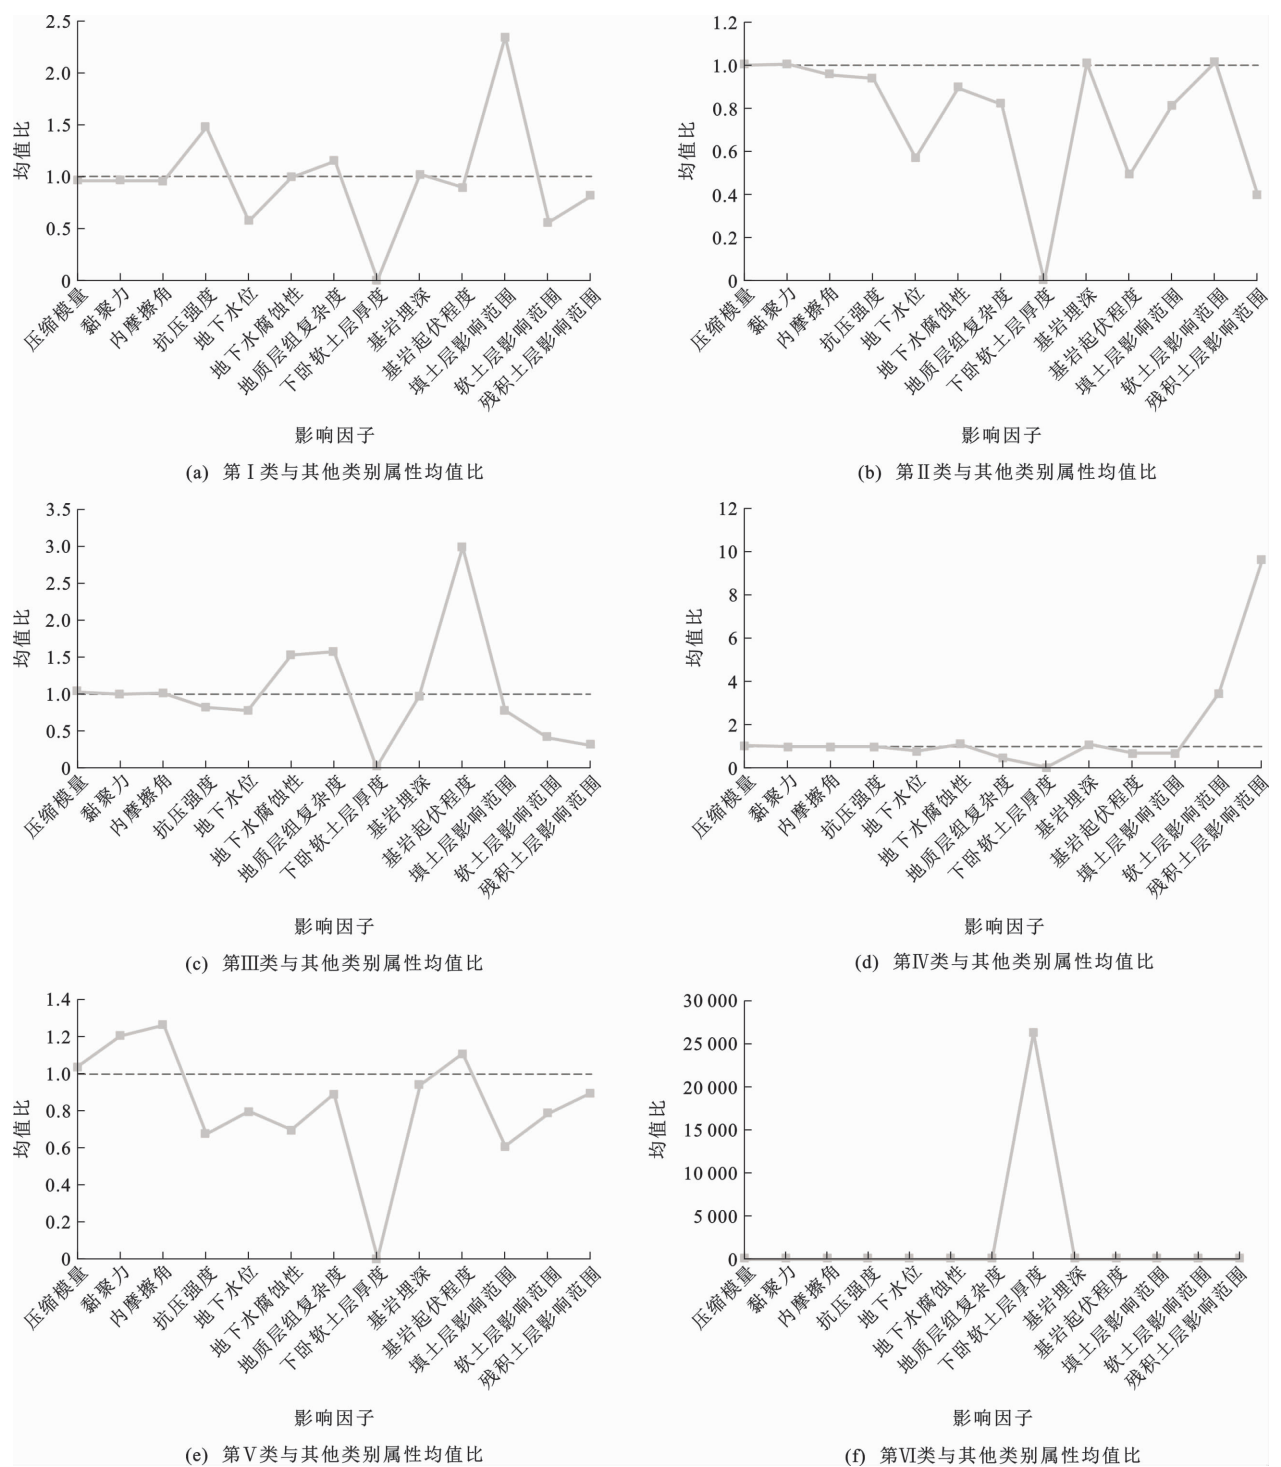 2.5
2.0
1.5
1.0
0.5
0
均值比
压缩模量
黏聚力
内摩擦角
抗压强度
地下水位
地下水腐蚀性
地质层组复杂度
下卧软土层厚度
基岩埋深
基岩起伏程度
填土层影响范围
软土层影响范围
残积土层影响范围
影响因子
(a) 第Ⅰ类与其他类别属性均值比
1.2
1.0
0.8
0.6
0.4
0.2
0
均值比
压缩模量
黏聚力
内摩擦角
抗压强度
地下水位
地下水腐蚀性
地质层组复杂度
下卧软土层厚度
基岩埋深
基岩起伏程度
填土层影响范围
软土层影响范围
残积土层影响范围
影响因子
(b) 第Ⅱ类与其他类别属性均值比
3.5
3.0
2.5
2.0
1.5
1.0
0.5
0
均值比
压缩模量
黏聚力
内摩擦角
抗压强度
地下水位
地下水腐蚀性
地质层组复杂度
下卧软土层厚度
基岩埋深
基岩起伏程度
填土层影响范围
软土层影响范围
残积土层影响范围
影响因子
(c) 第Ⅲ类与其他类别属性均值比
12
10
8
6
4
2
0
均值比
压缩模量
黏聚力
内摩擦角
抗压强度
地下水位
地下水腐蚀性
地质层组复杂度
下卧软土层厚度
基岩埋深
基岩起伏程度
填土层影响范围
软土层影响范围
残积土层影响范围
影响因子
(d) 第Ⅳ类与其他类别属性均值比
1.4
1.2
1.0
0.8
0.6
0.4
0.2
0
均值比
压缩模量
黏聚力
内摩擦角
抗压强度
地下水位
地下水腐蚀性
地质层组复杂度
下卧软土层厚度
基岩埋深
基岩起伏程度
填土层影响范围
软土层影响范围
残积土层影响范围
影响因子
(e) 第Ⅴ类与其他类别属性均值比
30 000
25 000
20 000
15 000
10 000
5 000
0
均值比
压缩模量
黏聚力
内摩擦角
抗压强度
地下水位
地下水腐蚀性
地质层组复杂度
下卧软土层厚度
基岩埋深
基岩起伏程度
填土层影响范围
软土层影响范围
残积土层影响范围
影响因子
(f) 第Ⅵ类与其他类别属性均值比